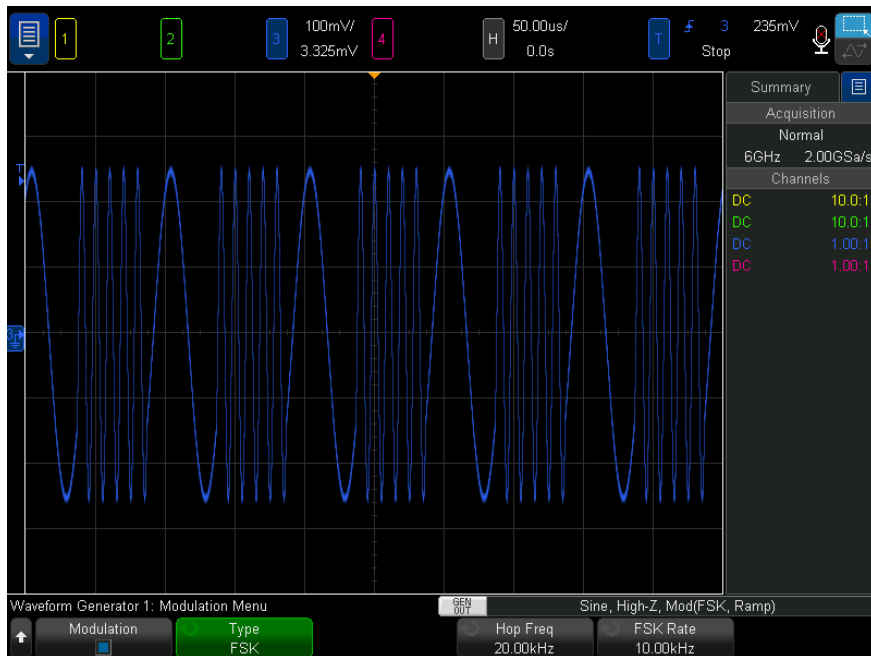 1 2 3 100mV/ 4 H 50.00us/ T 3 235mV
3.325mV 0.0s Stop
Summary
Acquisition
Normal
6GHz 2.00GSa/s
Channels
DC 10.0:1
DC 10.0:1
DC 1.00:1
DC 1.00:1
T
3
Waveform Generator 1: Modulation Menu GEN OUT Sine, High-Z, Mod(FSK, Ramp)
Modulation Type Hop Freq FSK Rate
FSK 20.00kHz 10.00kHz